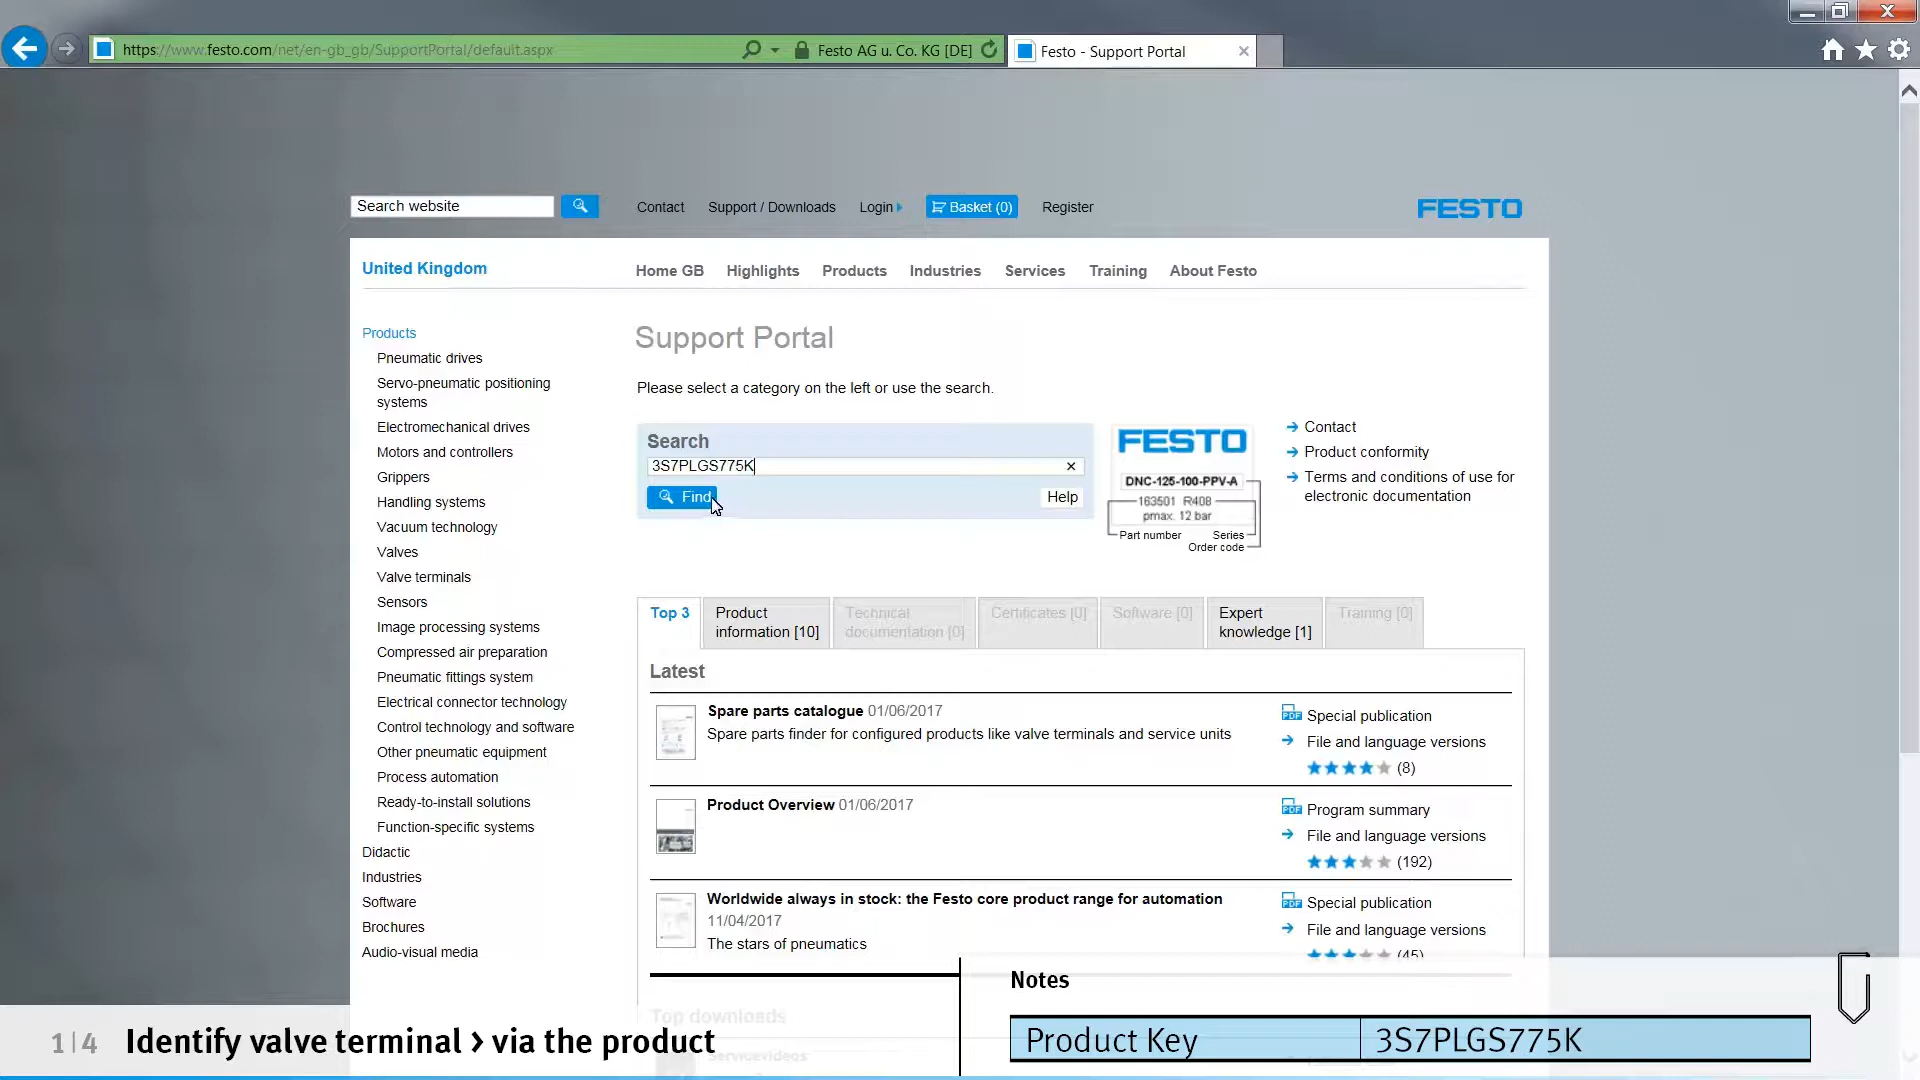 https://www.festo.com/net/en-gb_gb/SupportPortal/default.aspx
Festo AG u. Co. KG [DE]
Festo - Support Portal
Search website
Contact
Support / Downloads
Login
Basket (0)
Register
FESTO
United Kingdom
Home GB
Highlights
Products
Industries
Services
Training
About Festo
Products
Pneumatic drives
Servo-pneumatic positioning
systems
Electromechanical drives
Motors and controllers
Grippers
Handling systems
Vacuum technology
Valves
Valve terminals
Sensors
Image processing systems
Compressed air preparation
Pneumatic fittings system
Electrical connector technology
Control technology and software
Other pneumatic equipment
Process automation
Ready-to-install solutions
Function-specific systems
Didactic
Industries
Software
Brochures
Audio-visual media
Support Portal
Please select a category on the left or use the search.
Search
3S7PLGS775K
Find
Help
FESTO
DNC-125-100-PPV-A
163501 R408
pmax. 12 bar
Part number Series
Order code
Contact
Product conformity
Terms and conditions of use for
electronic documentation
Top 3
Product
information [10]
Technical
documentation [0]
Certificates [0]
Software [0]
Expert
knowledge [1]
Training [0]
Latest
Spare parts catalogue 01/06/2017
Spare parts finder for configured products like valve terminals and service units
PDF Special publication
File and language versions
(8)
Product Overview 01/06/2017
PDF Program summary
File and language versions
(192)
Worldwide always in stock: the Festo core product range for automation
11/04/2017
The stars of pneumatics
PDF Special publication
File and language versions
(45)
Top downloads
Servicevideos
1|4 Identify valve terminal > via the product
Notes
Product Key 3S7PLGS775K